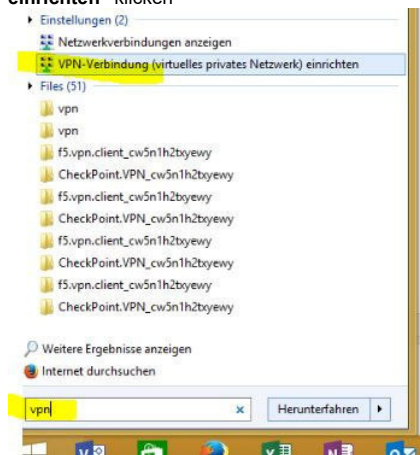 einrichten" klicken
Einstellungen (2)
Netzwerkverbindungen anzeigen
VPN-Verbindung (virtuelles privates Netzwerk) einrichten
Files (51)
vpn
vpn
f5.vpn.client_cw5n1h2txyewy
CheckPoint.VPN_cw5n1h2txyewy
f5.vpn.client_cw5n1h2txyewy
CheckPoint.VPN_cw5n1h2txyewy
f5.vpn.client_cw5n1h2txyewy
CheckPoint.VPN_cw5n1h2txyewy
f5.vpn.client_cw5n1h2txyewy
CheckPoint.VPN_cw5n1h2txyewy
Weitere Ergebnisse anzeigen
Internet durchsuchen
vpn x Herunterfahren